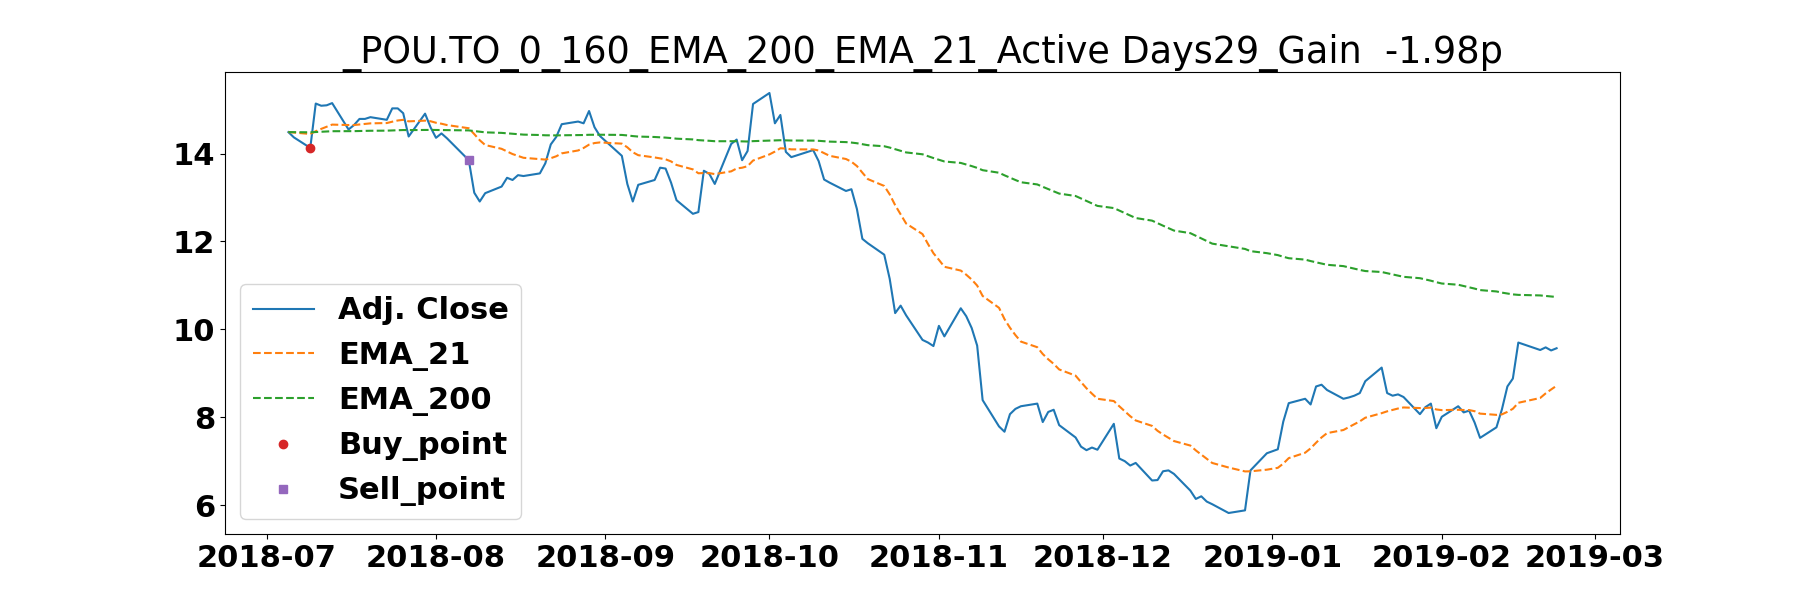 _POU.TO_0_160_EMA_200_EMA_21_Active Days29_Gain  -1.98p
14
12
10
8
6
Adj. Close
EMA_21
EMA_200
Buy_point
Sell_point
2018-07 2018-08 2018-09 2018-10 2018-11 2018-12 2019-01 2019-02 2019-03